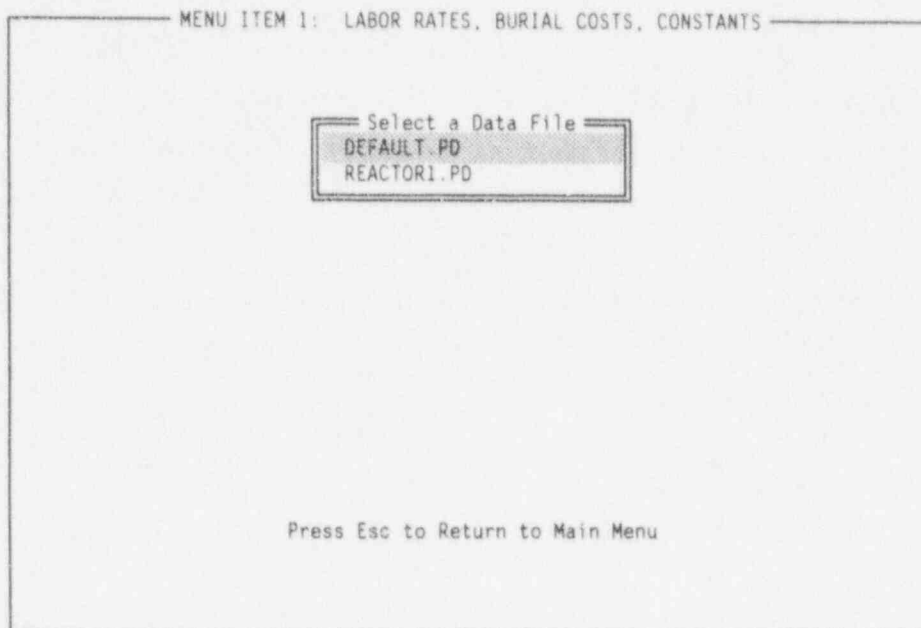 MENU ITEM 1: LABOR RATES, BURIAL COSTS, CONSTANTS
Select a Data File
DEFAULT.PD
REACTOR1.PD
Press Esc to Return to Main Menu